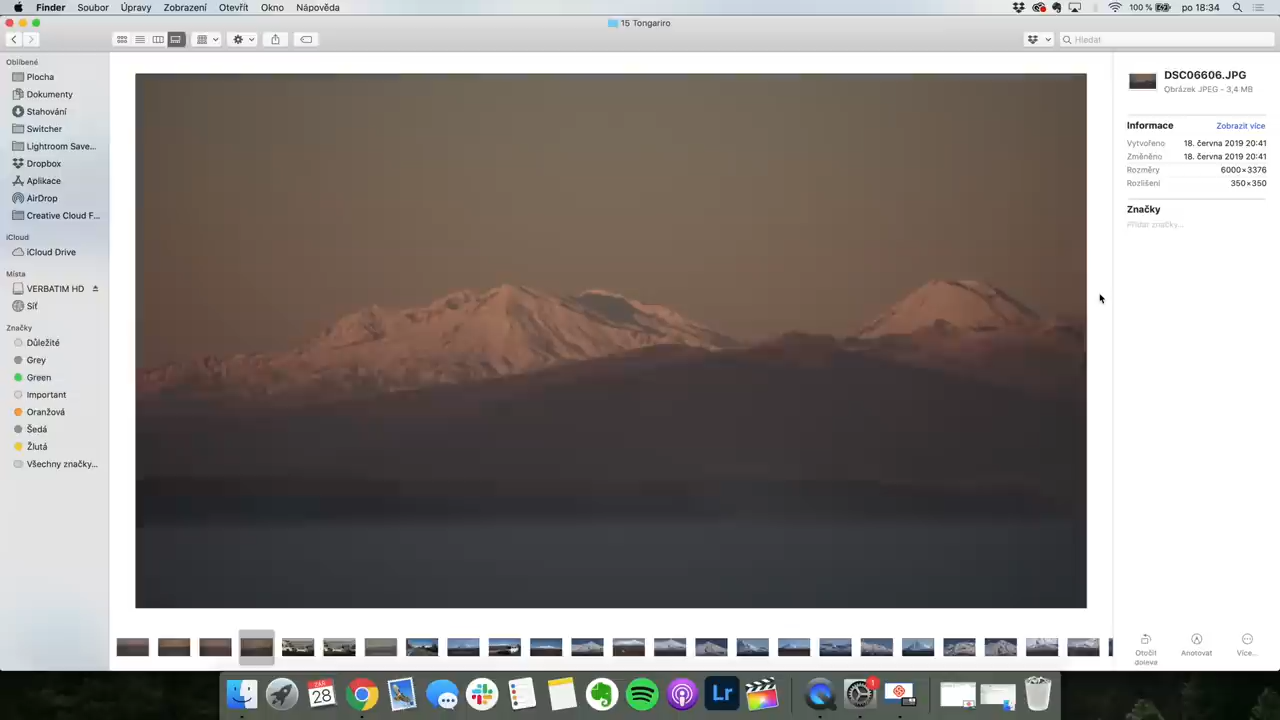 Finder Soubor Úpravy Zobrazení Otevřít Okno Nápověda 100 % po 18:34
15 Tongariro
Hledat
Oblíbené
Plocha
Dokumenty
Stahování
Switcher
Lightroom Save...
Dropbox
Aplikace
AirDrop
Creative Cloud F...
iCloud
iCloud Drive
Místa
VERBATIM HD
Síť
Značky
Důležité
Grey
Green
Important
Oranžová
Šedá
Žlutá
Všechny značky...
DSC06606.JPG
Obrázek JPEG - 3,4 MB
Informace Zobrazit více
Vytvořeno 18. června 2019 20:41
Změněno 18. června 2019 20:41
Rozměry 6000×3376
Rozlišení 350×350
Značky
Přidat značky...
Otočit doleva
Anotovat
Více...
ZÁŘ
28
Lr
1